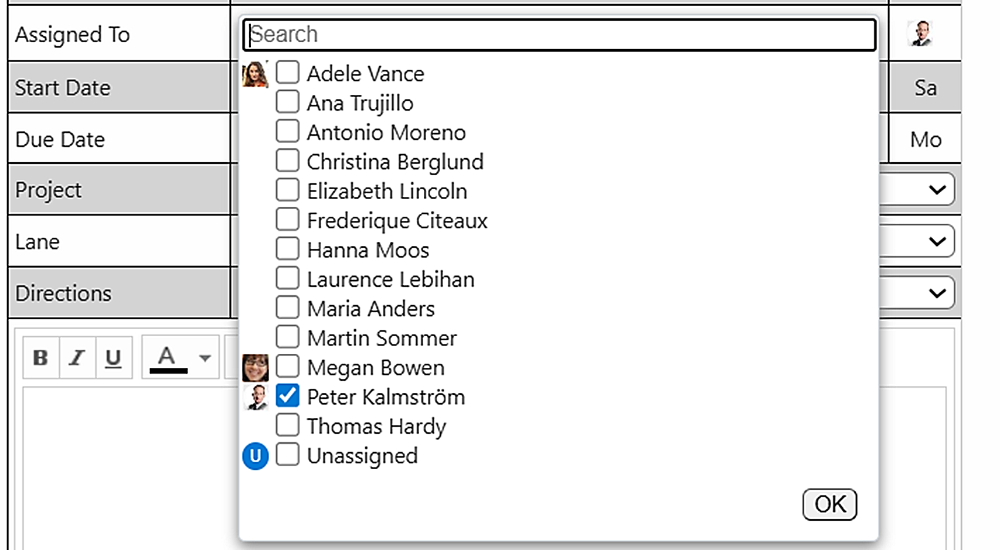 Assigned To
Search
Adele Vance
Start Date
Sa
Ana Trujillo
Antonio Moreno
Due Date
Mo
Christina Berglund
Project
Elizabeth Lincoln
Frederique Citeaux
Lane
Hanna Moos
Laurence Lebihan
Directions
Maria Anders
Martin Sommer
B I U A
Megan Bowen
Peter Kalmström
Thomas Hardy
U Unassigned
OK